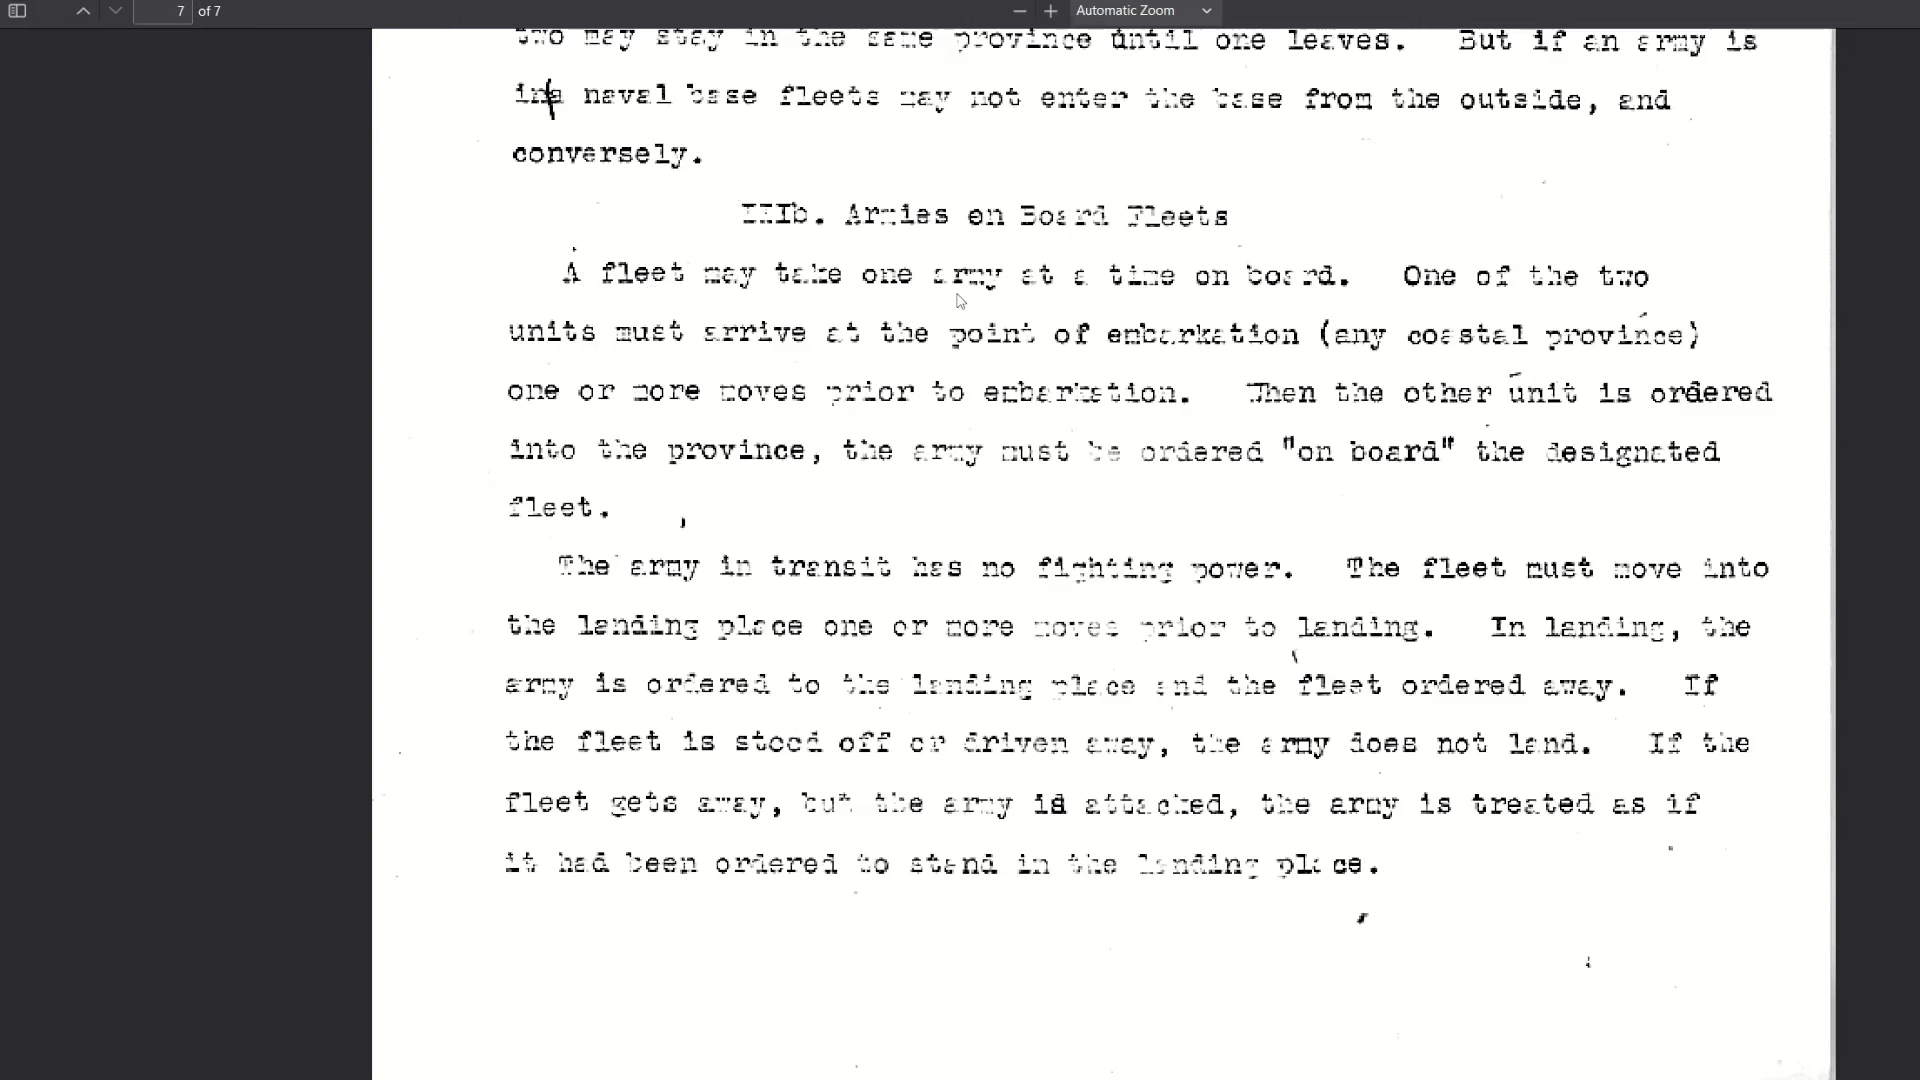 7 of 7 Automatic Zoom
two may stay in the same province until one leaves. But if an army is
in a naval base fleets may not enter the base from the outside, and
conversely.
IIIb. Armies on Board Fleets
A fleet may take one army at a time on board. One of the two
units must arrive at the point of embarkation (any coastal province)
one or more moves prior to embarkation. When the other unit is ordered
into the province, the army must be ordered "on board" the designated
fleet.
The army in transit has no fighting power. The fleet must move into
the landing place one or more moves prior to landing. In landing, the
army is ordered to the landing place and the fleet ordered away. If
the fleet is stood off or driven away, the army does not land. If the
fleet gets away, but the army is attacked, the army is treated as if
it had been ordered to stand in the landing place.